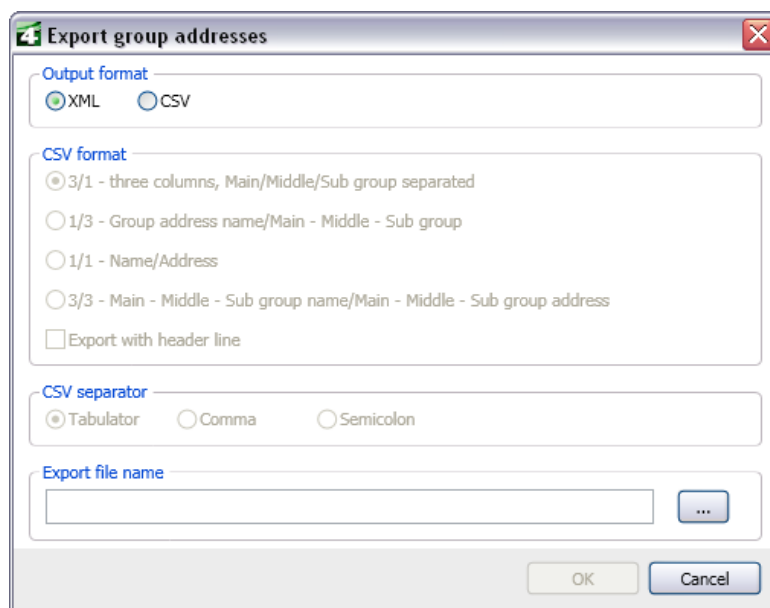 4 Export group addresses
Output format
XML CSV
CSV format
3/1 - three columns, Main/Middle/Sub group separated
1/3 - Group address name/Main - Middle - Sub group
1/1 - Name/Address
3/3 - Main - Middle - Sub group name/Main - Middle - Sub group address
Export with header line
CSV separator
Tabulator Comma Semicolon
Export file name
...
OK Cancel